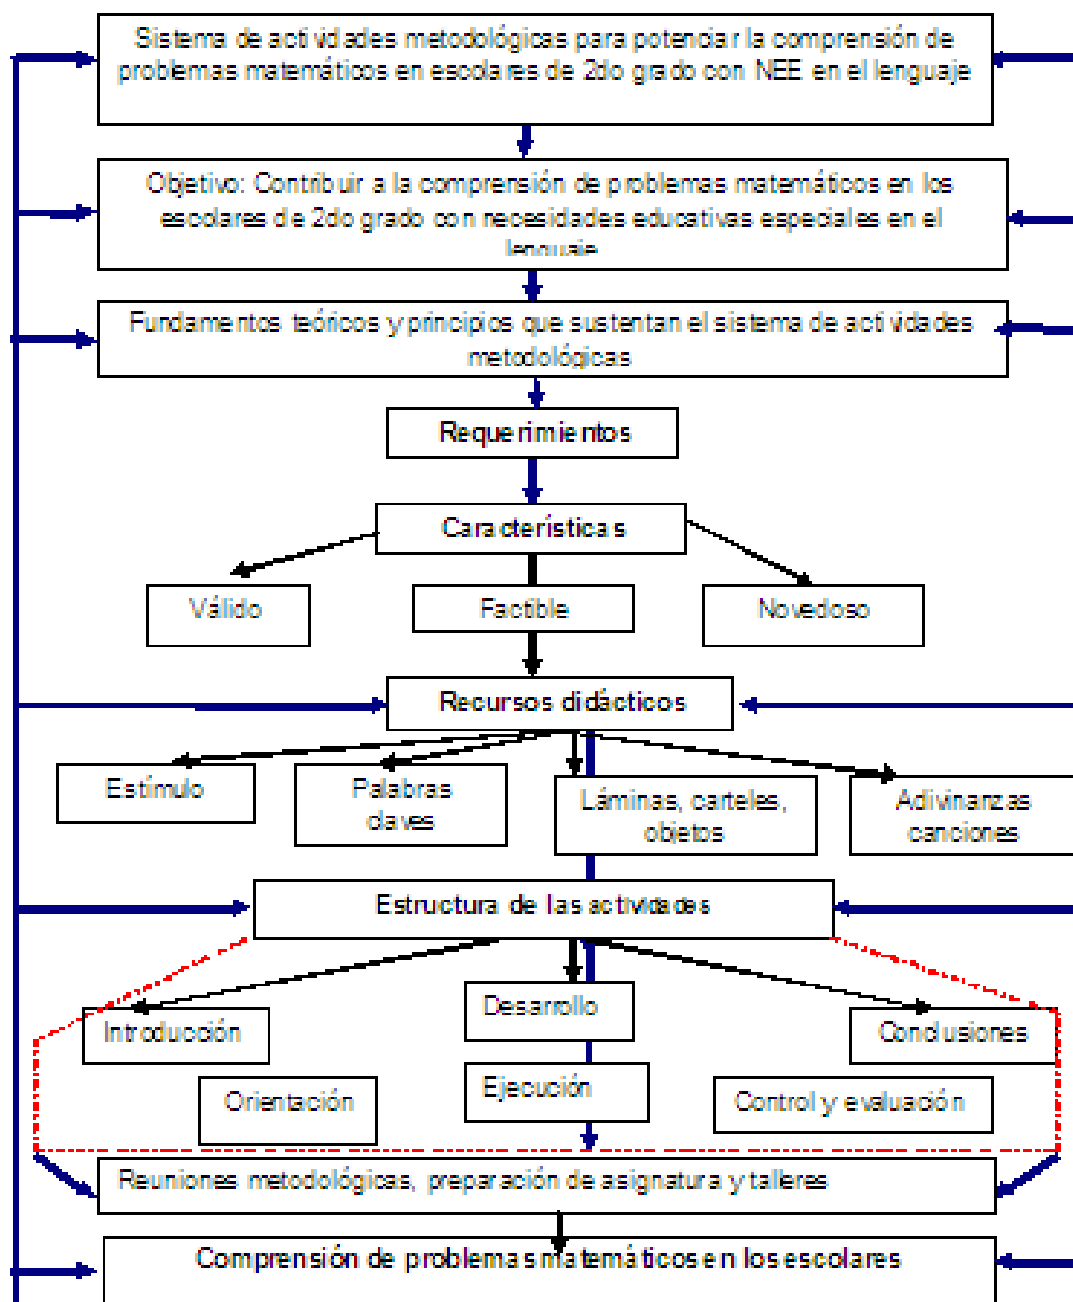 Sistema de actividades metodológicas para potenciar la comprensión de
problemas matemáticos en escolares de 2do grado con NEE en el lenguaje
Objetivo: Contribuir a la comprensión de problemas matemáticos en los
escolares de 2do grado con necesidades educativas especiales en el
lenguaje
Fundamentos teóricos y principios que sustentan el sistema de actividades
metodológicas
Requerimientos
Características
Válido
Factible
Novedoso
Recursos didácticos
Estímulo
Palabras
claves
Láminas, carteles,
objetos
Adivinanzas
canciones
Estructura de las actividades
Introducción
Desarrollo
Conclusiones
Orientación
Ejecución
Control y evaluación
Reuniones metodológicas, preparación de asignatura y talleres
Comprensión de problemas matemáticos en los escolares